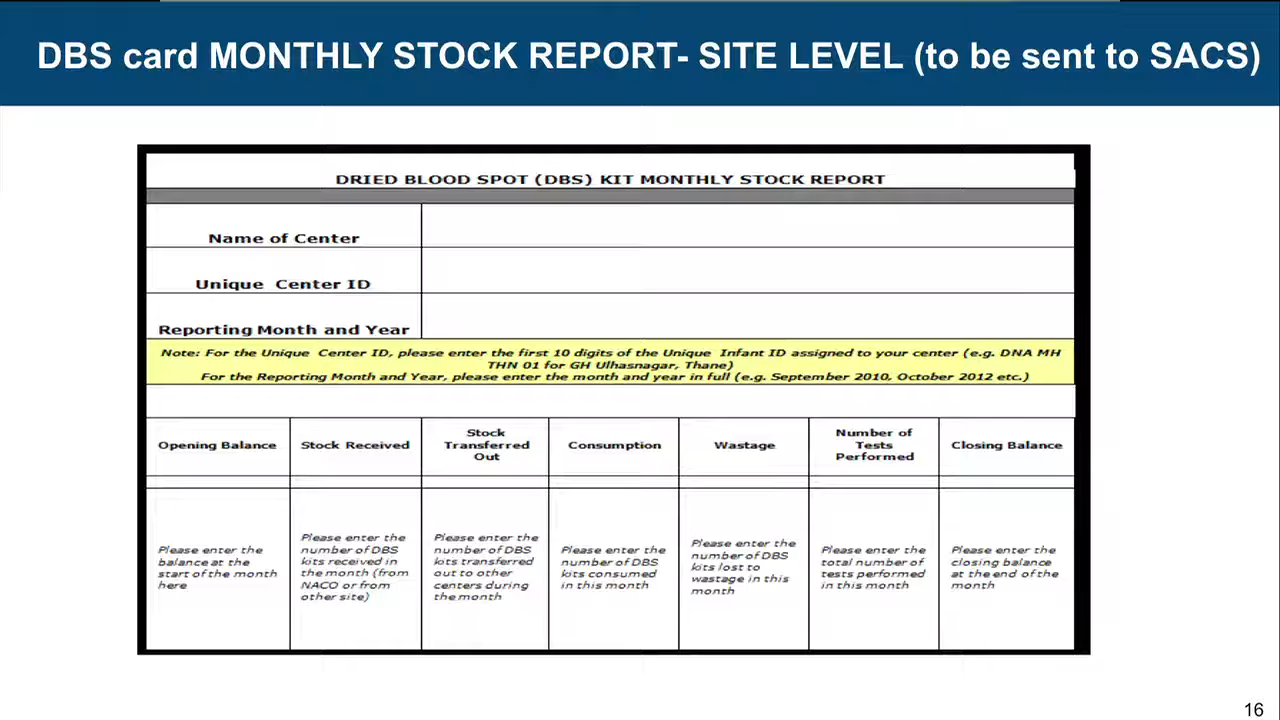 DBS card MONTHLY STOCK REPORT- SITE LEVEL (to be sent to SACS)
DRIED BLOOD SPOT (DBS) KIT MONTHLY STOCK REPORT
Name of Center
Unique Center ID
Reporting Month and Year
Note: For the Unique Center ID, please enter the first 10 digits of the Unique Infant ID assigned to your center (e.g. DNA MH
THN 01 for GH Ulhasnagar, Thane)
For the Reporting Month and Year, please enter the month and year in full (e.g. September 2010, October 2012 etc.)
Opening Balance
Stock Received
Stock
Transferred
Out
Consumption
Wastage
Number of
Tests
Performed
Closing Balance
Please enter the
balance at the
start of the month
here
Please enter the
number of DBS
kits received in
the month (from
NACO or from
other site)
Please enter the
number of DBS
kits transferred
out to other
centers during
the month
Please enter the
number of DBS
kits consumed
in this month
Please enter the
number of DBS
kits lost to
wastage in this
month
Please enter the
total number of
tests performed
in this month
Please enter the
closing balance
at the end of the
month
16